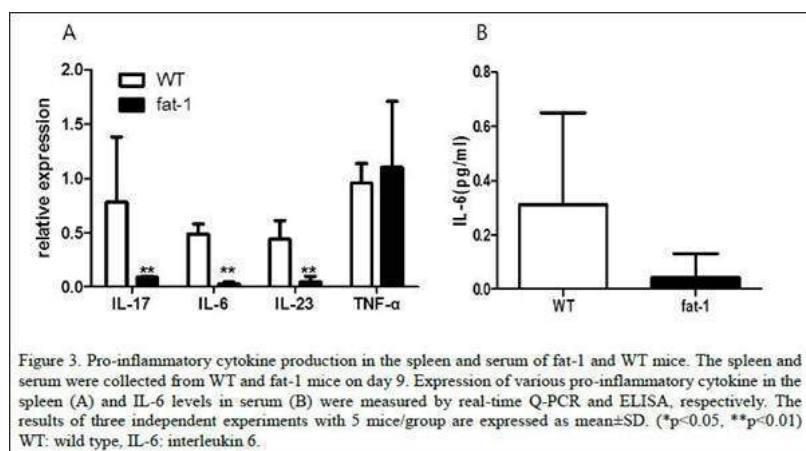 A
B
2.0
1.5
1.0
0.5
0.0
relative expression
WT
fat-1
**
**
**
IL-17
IL-6
IL-23
TNF-α
0.8
0.6
0.4
0.2
0.0
IL-6(pg/ml)
WT
fat-1
Figure 3. Pro-inflammatory cytokine production in the spleen and serum of fat-1 and WT mice. The spleen and
serum were collected from WT and fat-1 mice on day 9. Expression of various pro-inflammatory cytokine in the
spleen (A) and IL-6 levels in serum (B) were measured by real-time Q-PCR and ELISA, respectively. The
results of three independent experiments with 5 mice/group are expressed as mean±SD. (*p<0.05, **p<0.01)
WT: wild type, IL-6: interleukin 6.